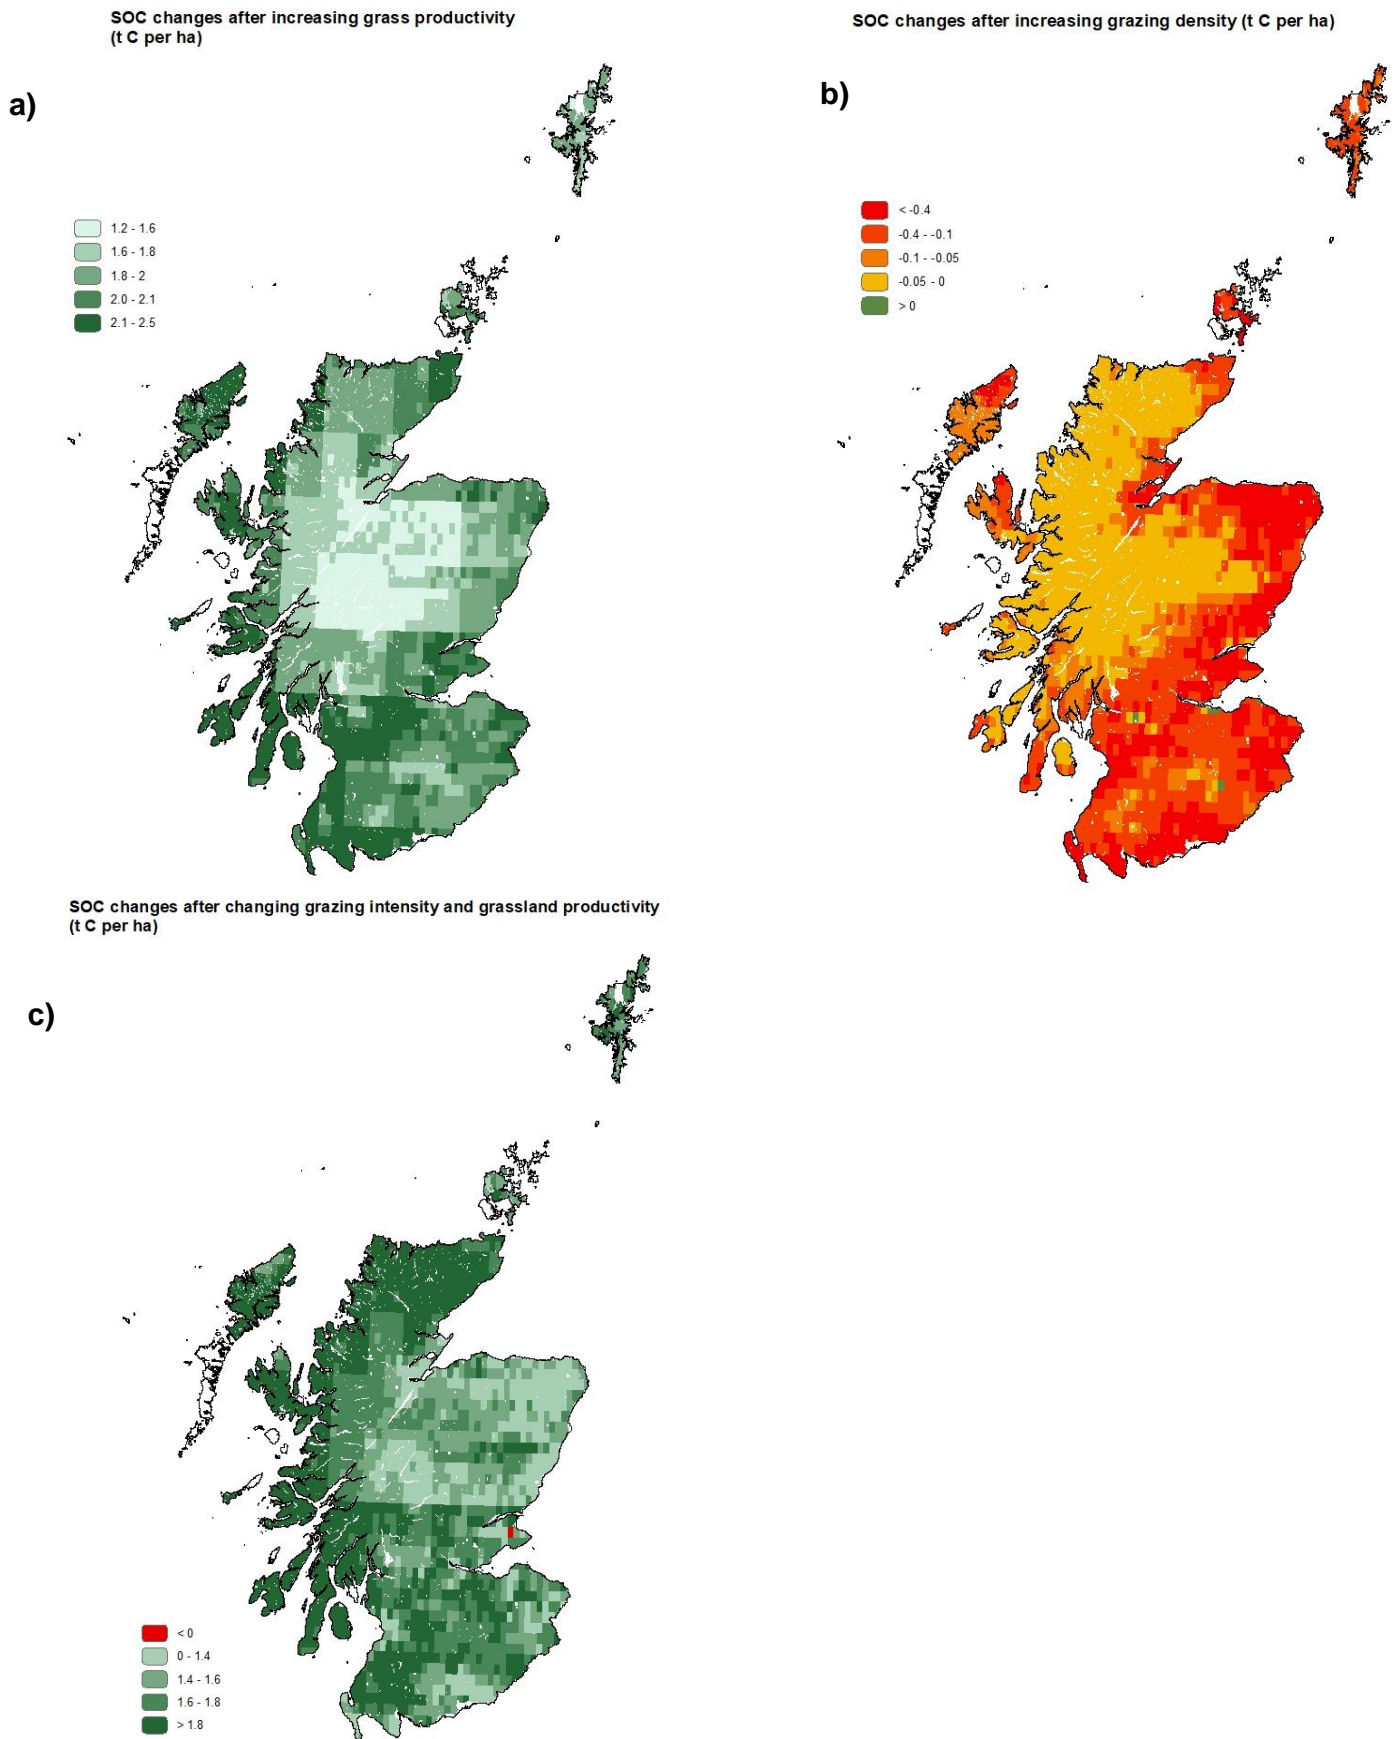 SOC changes after increasing grass productivity
(t C per ha)
a)
1.2 - 1.6
1.6 - 1.8
1.8 - 2
2.0 - 2.1
2.1 - 2.5
SOC changes after increasing grazing density (t C per ha)
b)
< -0.4
-0.4 - -0.1
-0.1 - -0.05
-0.05 - 0
> 0
SOC changes after changing grazing intensity and grassland productivity
(t C per ha)
c)
< 0
0 - 1.4
1.4 - 1.6
1.6 - 1.8
> 1.8